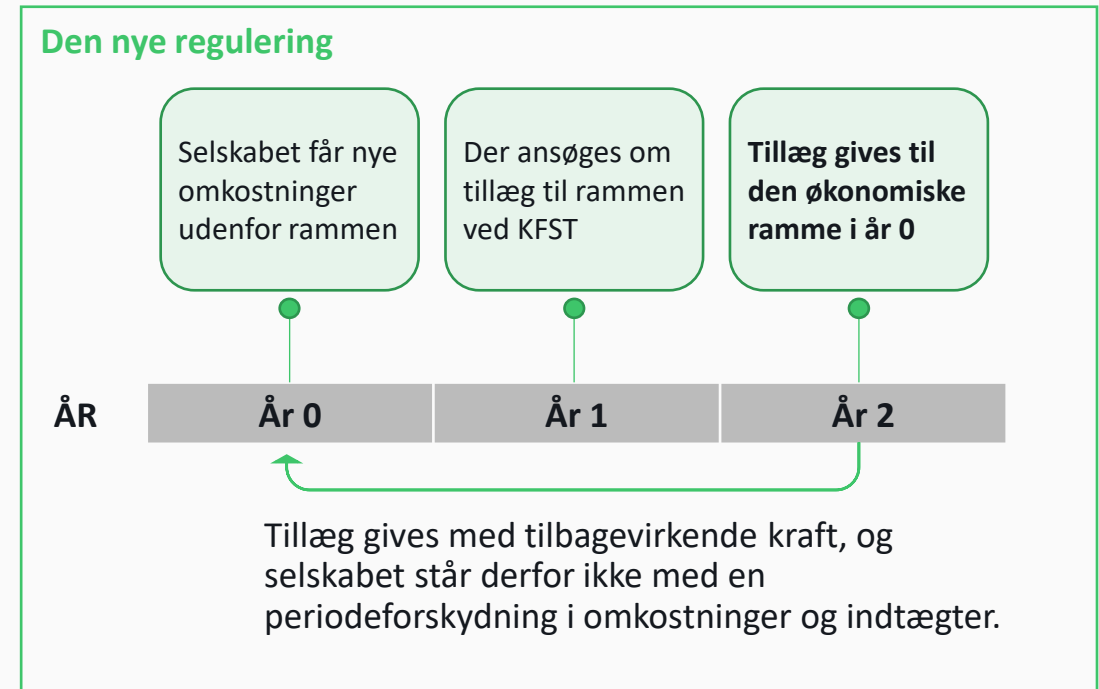 Den nye regulering
Selskabet får nye
omkostninger
udenfor rammen
Der ansøges om
tillæg til rammen
ved KFST
Tillæg gives til
den økonomiske
ramme i år 0
ÅR
År 0
År 1
År 2
Tillæg gives med tilbagevirkende kraft, og
selskabet står derfor ikke med en
periodeforskydning i omkostninger og indtægter.